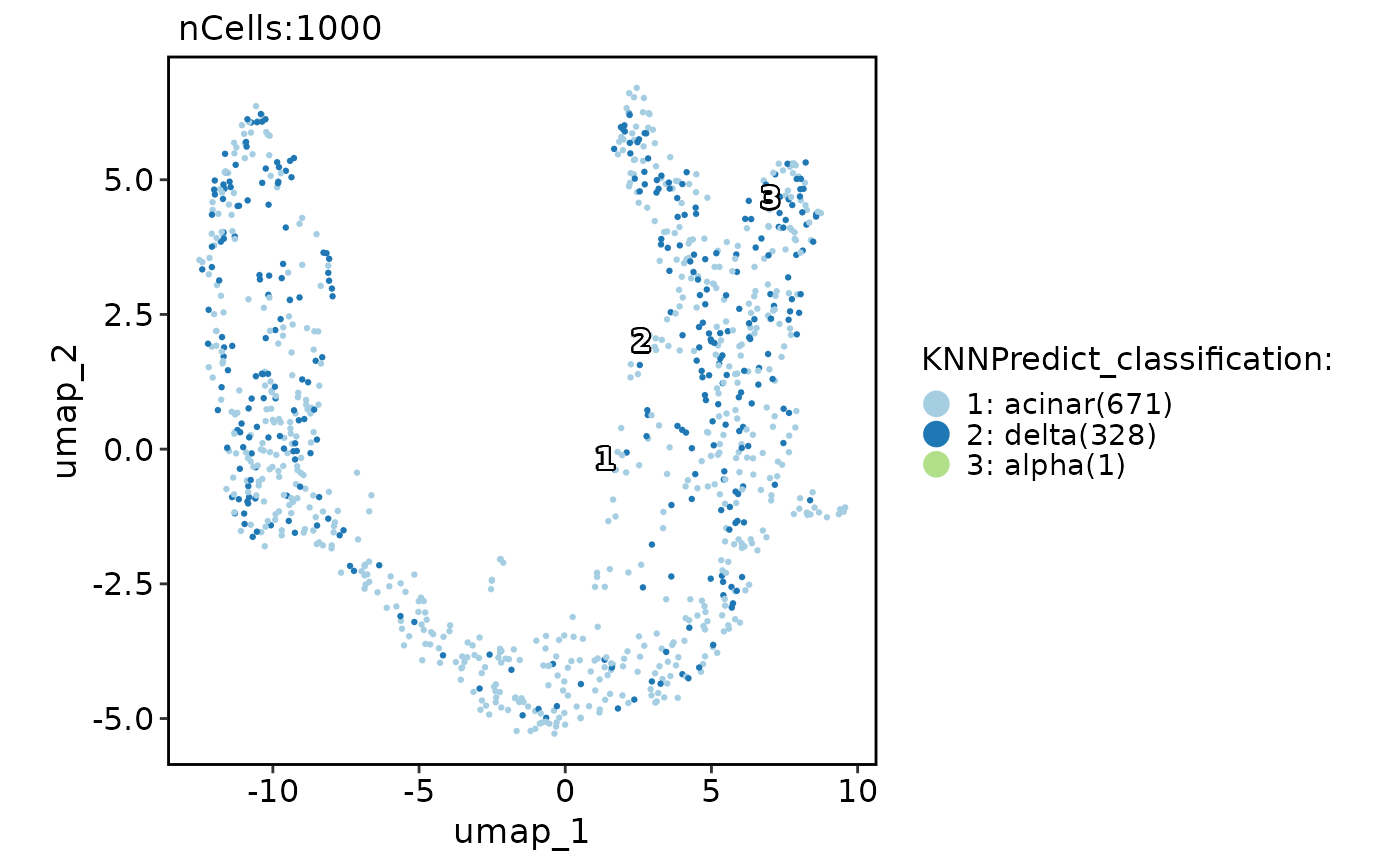 nCells:1000
umap_2
5.0
2.5
0.0
-2.5
-5.0
3
2
1
-10
-5
0
5
10
umap_1
KNNPredict_classification:
1: acinar(671)
2: delta(328)
3: alpha(1)